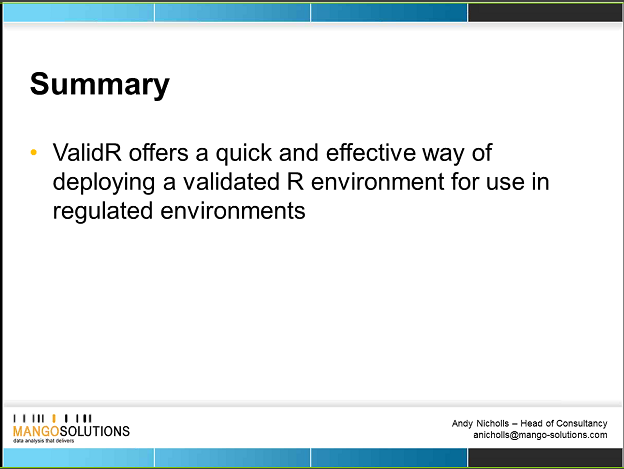 Summary
• ValidR offers a quick and effective way of
deploying a validated R environment for use in
regulated environments
MANGOSOLUTIONS
data analysis that delivers
Andy Nicholls – Head of Consultancy
anicholls@mango-solutions.com